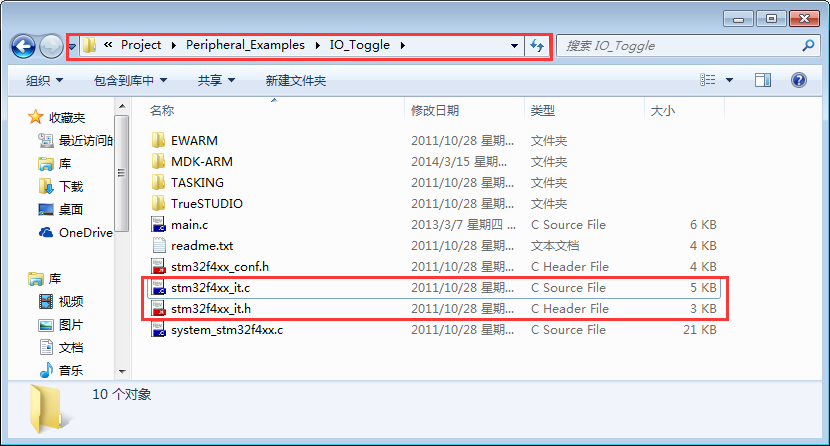 « Project Peripheral_Examples IO_Toggle 搜索 IO_Toggle
组织 包含到库中 共享 新建文件夹
收藏夹
最近访问的
库
下载
桌面
OneDrive
库
视频
图片
文档
音乐
名称 修改日期 类型 大小
EWARM 2011/10/28 星期... 文件夹
MDK-ARM 2014/3/15 星期... 文件夹
TASKING 2011/10/28 星期... 文件夹
TrueSTUDIO 2011/10/28 星期... 文件夹
main.c 2013/3/7 星期四 ... C Source File 6 KB
readme.txt 2011/10/28 星期... 文本文档 4 KB
stm32f4xx_conf.h 2011/10/28 星期... C Header File 4 KB
stm32f4xx_it.c 2011/10/28 星期... C Source File 5 KB
stm32f4xx_it.h 2011/10/28 星期... C Header File 3 KB
system_stm32f4xx.c 2011/10/28 星期... C Source File 21 KB
10 个对象